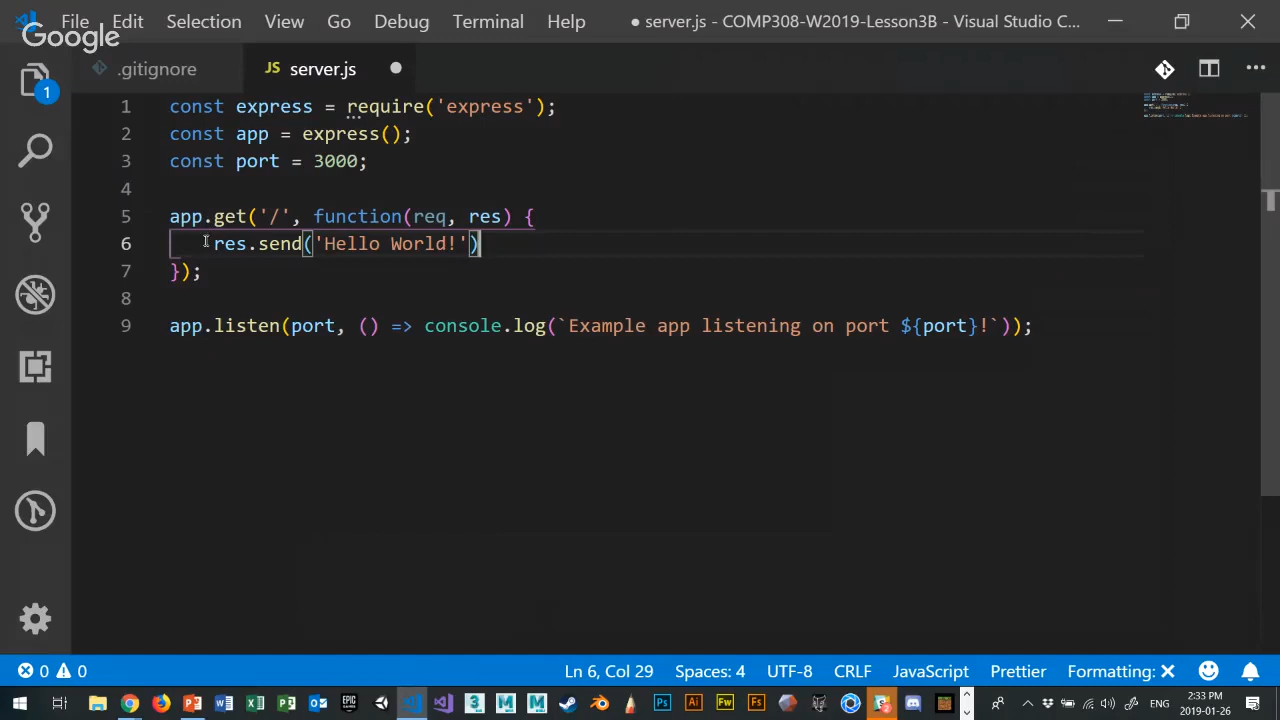 File Edit Selection View Go Debug Terminal Help ● server.js - COMP308-W2019-Lesson3B - Visual Studio C...
Google
.gitignore JS server.js
1
1 const express = require('express');
2 const app = express();
3 const port = 3000;
4
5 app.get('/', function(req, res) {
6 res.send('Hello World!')
7 });
8
9 app.listen(port, () => console.log(`Example app listening on port ${port}!`));
0 0 Ln 6, Col 29 Spaces: 4 UTF-8 CRLF JavaScript Prettier Formatting: ✕
2:33 PM
ENG
2019-01-26